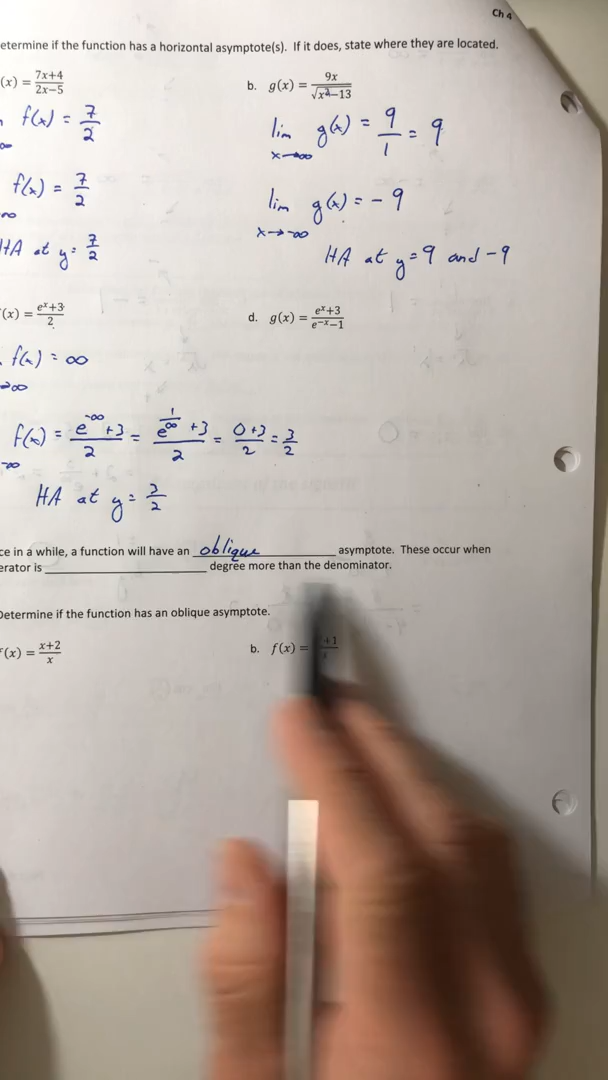 Ch 4
etermine if the function has a horizontal asymptote(s). If it does, state where they are located.
(x) = 7x+4/2x−5
b. g(x) = 9x/√x²−13
f(x) = 7/2
lim x→∞ g(x) = 9/1 = 9
f(x) = 7/2
lim x→-∞ g(x) = -9
HA at y = 7/2
HA at y = 9 and -9
(x) = eˣ+3/2
d. g(x) = eˣ+3/e⁻ˣ−1
f(x) = ∞
f(x) = e^-∞ +3/2 = 1/e^∞ +3/2 = 0+3/2 = 3/2
HA at y = 3/2
ce in a while, a function will have an oblique asymptote. These occur when
erator is ____ degree more than the denominator.
Determine if the function has an oblique asymptote.
f(x) = x+2/x
b. f(x) = +1